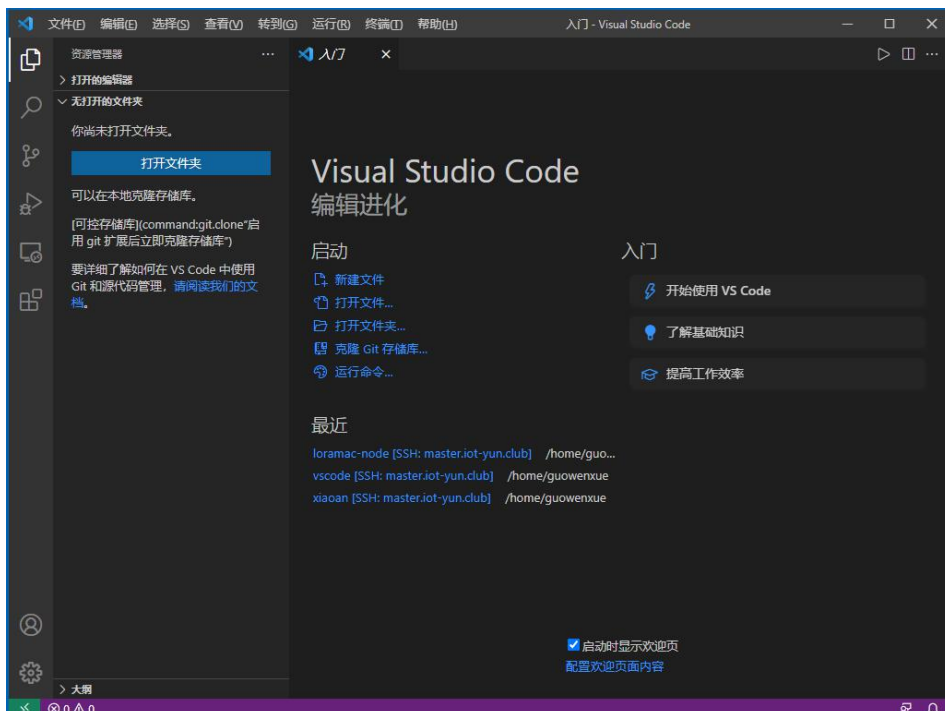 文件(F) 编辑(E) 选择(S) 查看(V) 转到(G) 运行(R) 终端(T) 帮助(H) 入门 - Visual Studio Code
资源管理器
入门
打开的编辑器
无打开的文件夹
你尚未打开文件夹。
打开文件夹
可以在本地克隆存储库。
[可控存储库](command:git.clone"启
用 git 扩展后立即克隆存储库")
要详细了解如何在 VS Code 中使用
Git 和源代码管理，请阅读我们的文
档。
大纲
Visual Studio Code
编辑进化
启动
新建文件
打开文件...
打开文件夹...
克隆 Git 存储库...
运行命令...
最近
loramac-node [SSH: master.iot-yun.club] /home/guo...
vscode [SSH: master.iot-yun.club] /home/guowenxue
xiaoan [SSH: master.iot-yun.club] /home/guowenxue
入门
开始使用 VS Code
了解基础知识
提高工作效率
启动时显示欢迎页
配置欢迎页面内容
0 0